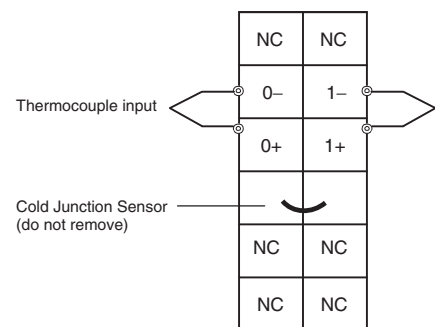 NC NC
0– 1–
Thermocouple input
0+ 1+
Cold Junction Sensor
(do not remove)
NC NC
NC NC